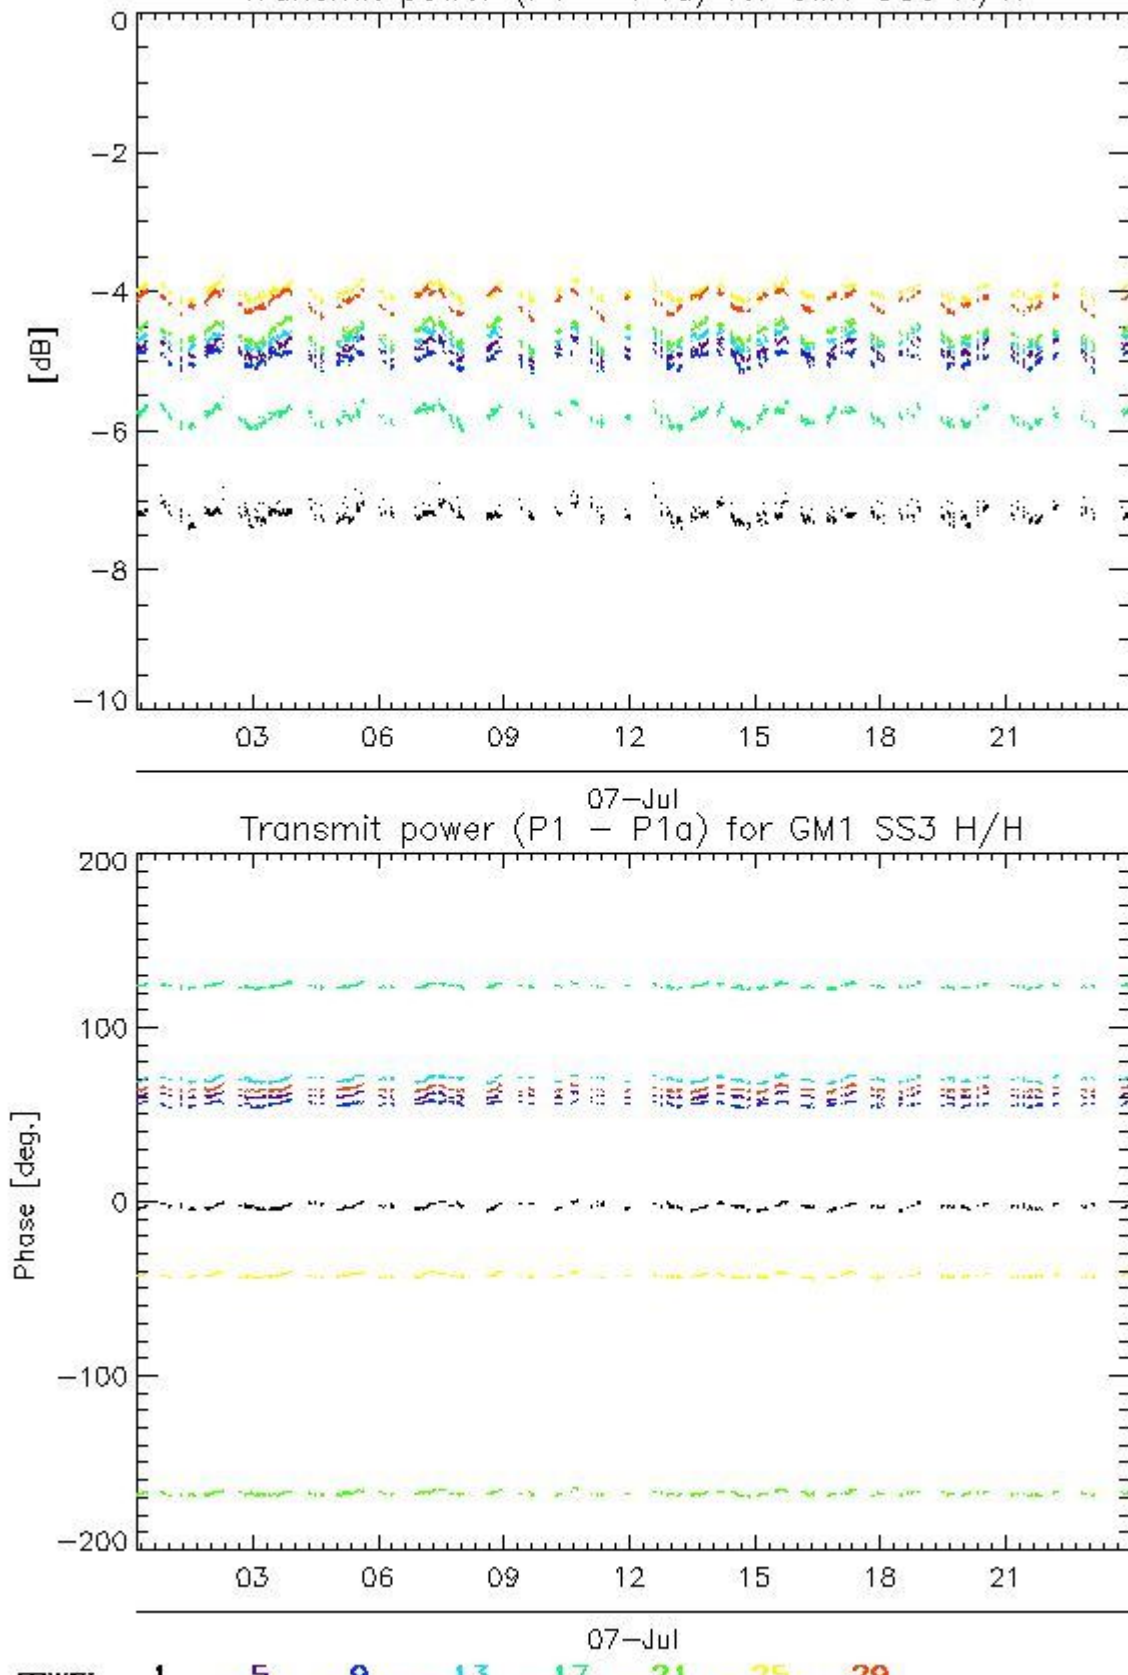 0
−2
−4
−6
−8
−10
[dB]
03 06 09 12 15 18 21
07−Jul
Transmit power (P1 − P1a) for GM1 SS3 H/H
200
100
0
−100
−200
Phase [deg.]
03 06 09 12 15 18 21
07−Jul
1 5 9 13 17 21 25 29